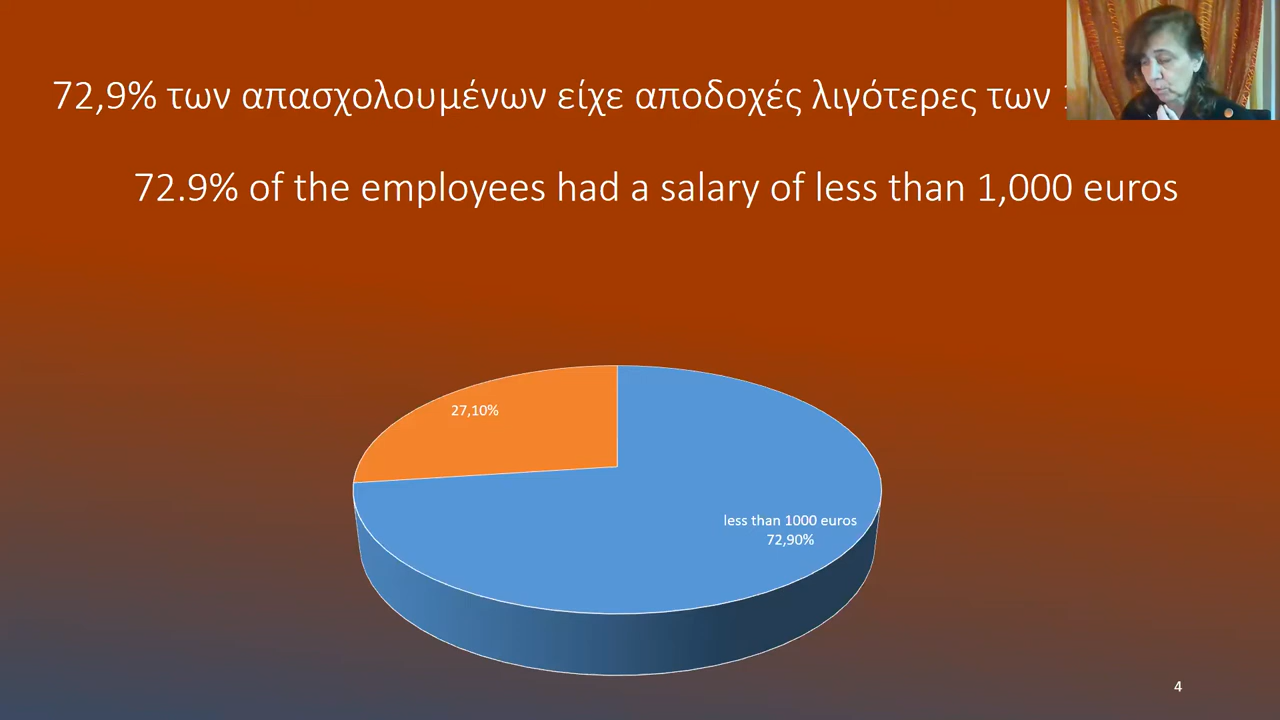 72,9% των απασχολουμένων είχε αποδοχές λιγότερες των
72.9% of the employees had a salary of less than 1,000 euros
27,10%
less than 1000 euros
72,90%
4